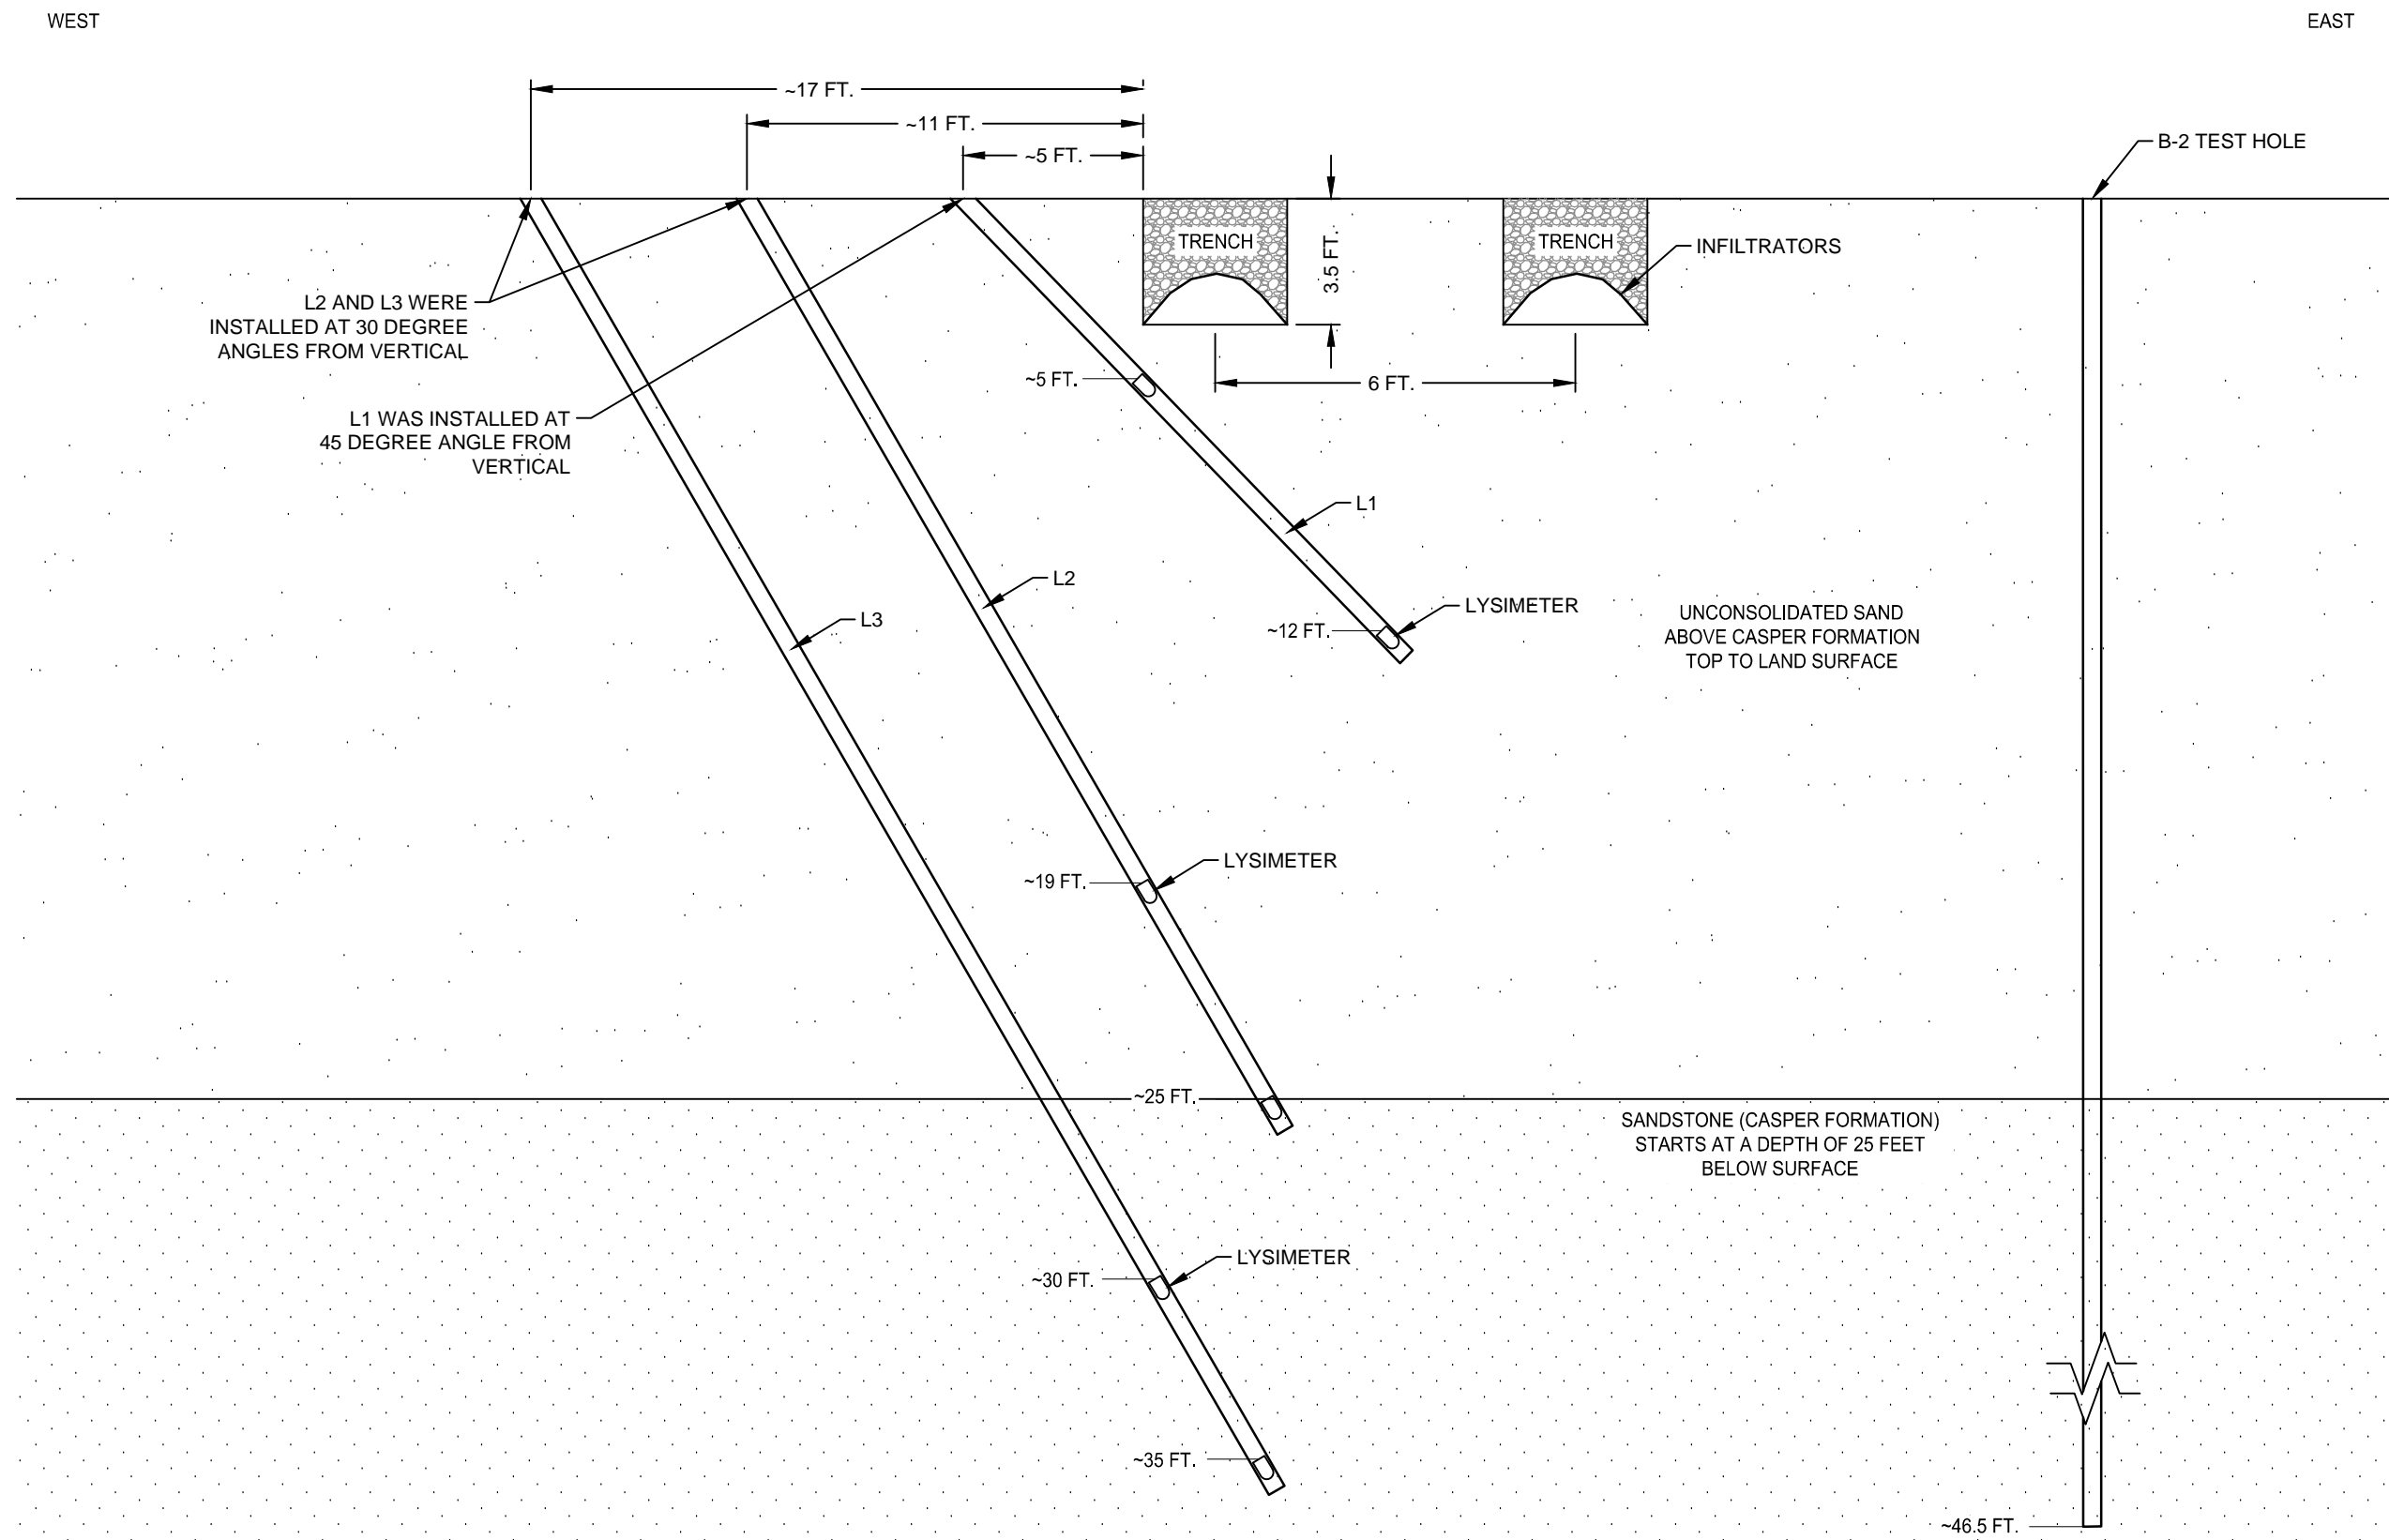 WEST
EAST
~17 FT.
~11 FT.
~5 FT.
B-2 TEST HOLE
TRENCH
TRENCH
INFILTRATORS
3.5 FT.
L2 AND L3 WERE
INSTALLED AT 30 DEGREE
ANGLES FROM VERTICAL
~5 FT.
6 FT.
L1 WAS INSTALLED AT
45 DEGREE ANGLE FROM
VERTICAL
L1
L2
LYSIMETER
L3
~12 FT.
UNCONSOLIDATED SAND
ABOVE CASPER FORMATION
TOP TO LAND SURFACE
LYSIMETER
~19 FT.
~25 FT.
SANDSTONE (CASPER FORMATION)
STARTS AT A DEPTH OF 25 FEET
BELOW SURFACE
LYSIMETER
~30 FT.
~35 FT.
~46.5 FT.